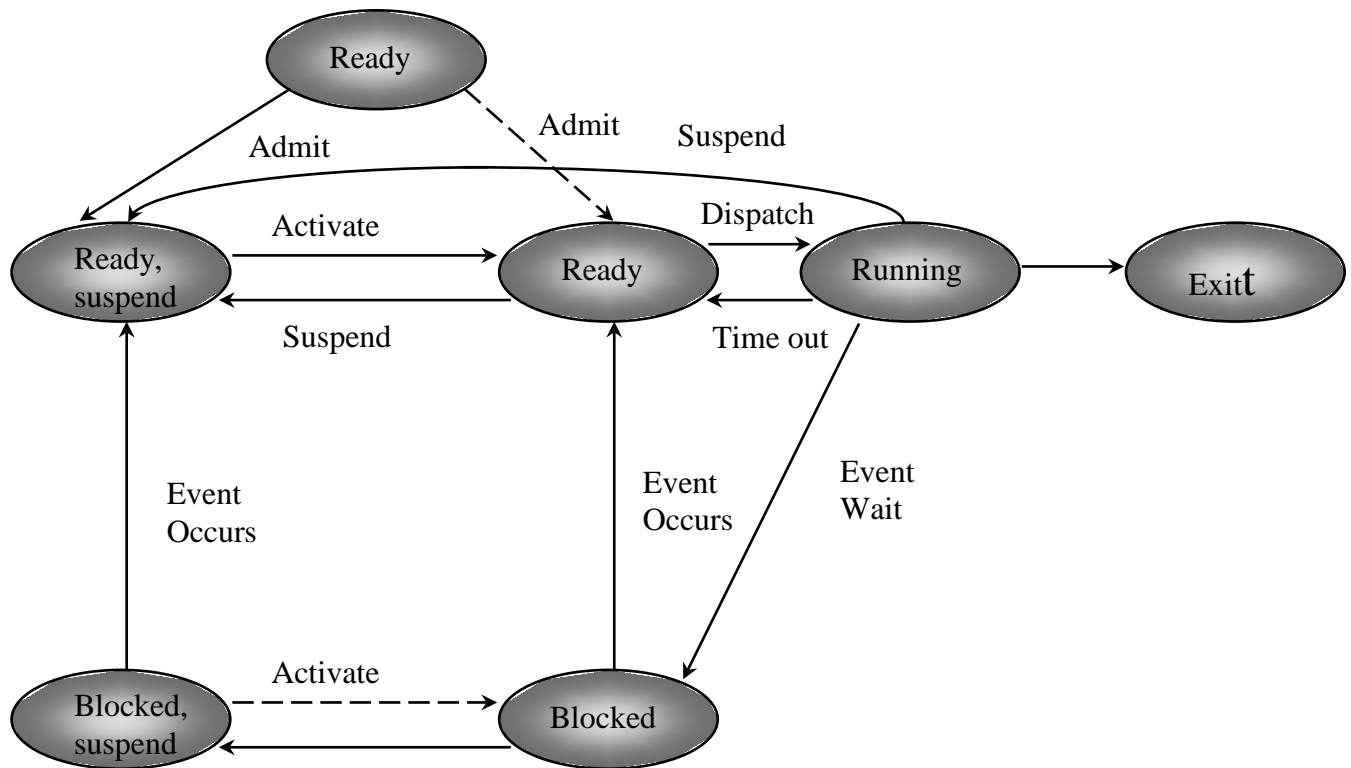 Ready
Admit
Suspend
Admit
Dispatch
Activate
Ready,
suspend
Ready
Running
Exitt
Suspend
Time out
Event
Occurs
Event
Occurs
Event
Wait
Activate
Blocked,
suspend
Blocked